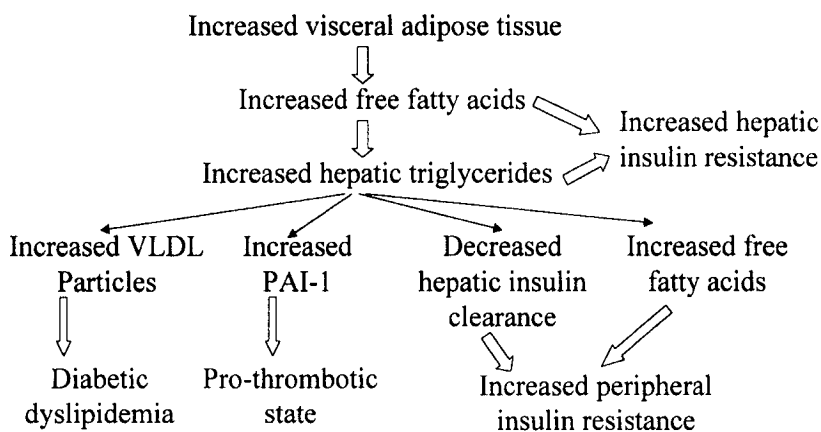 Increased visceral adipose tissue
Increased free fatty acids
Increased hepatic
insulin resistance
Increased hepatic triglycerides
Increased VLDL
Particles
Increased
PAI-1
Decreased
hepatic insulin
clearance
Increased free
fatty acids
Diabetic
dyslipidemia
Pro-thrombotic
state
Increased peripheral
insulin resistance